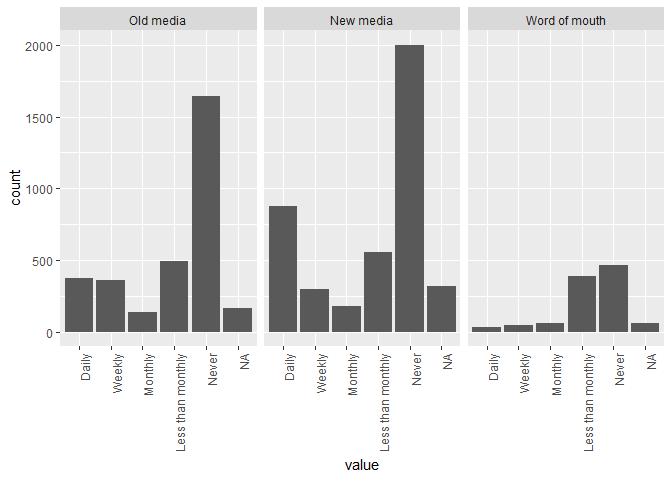 Old media
New media
Word of mouth
count
2000
1500
1000
500
0
Daily
Weekly
Monthly
Less than monthly
Never
NA
Daily
Weekly
Monthly
Less than monthly
Never
NA
Daily
Weekly
Monthly
Less than monthly
Never
NA
value